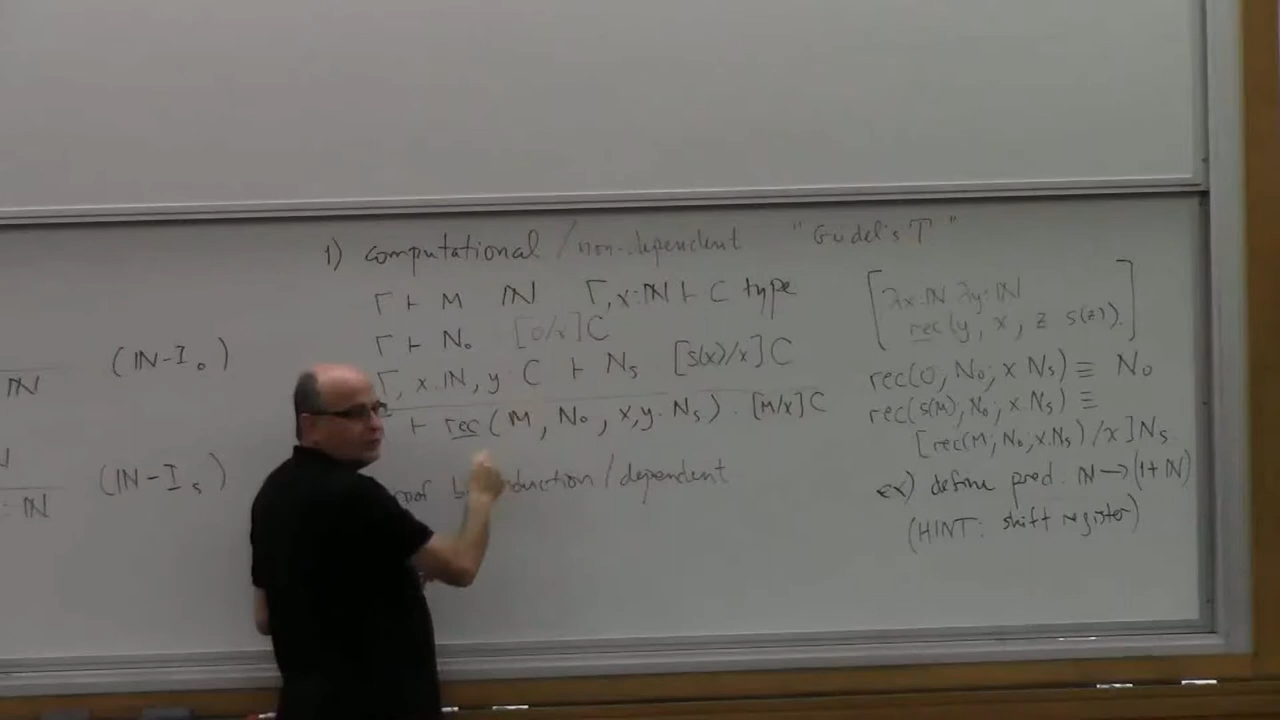 1) computational / non-dependent "Gödel's T"
Γ ⊢ M ℕ Γ, x:ℕ ⊢ C type
Γ ⊢ N₀ [0/x]C
Γ, x:ℕ, y C ⊢ Nₛ [s(x)/x]C
⊢ rec(M, N₀, x,y. Nₛ) : [M/x]C
induction / dependent
ℕ
(ℕ-I₀)
(ℕ-Iₛ)
: ℕ
[λx:ℕ λy:ℕ
rec(y, x, z s(z)).]
rec(0, N₀; x Nₛ) ≡ N₀
rec(s(M), N₀; x.Nₛ) ≡
[rec(M, N₀; x.Nₛ)/x]Nₛ
ex) define pred. ℕ → (1+ℕ)
(HINT: shift register)